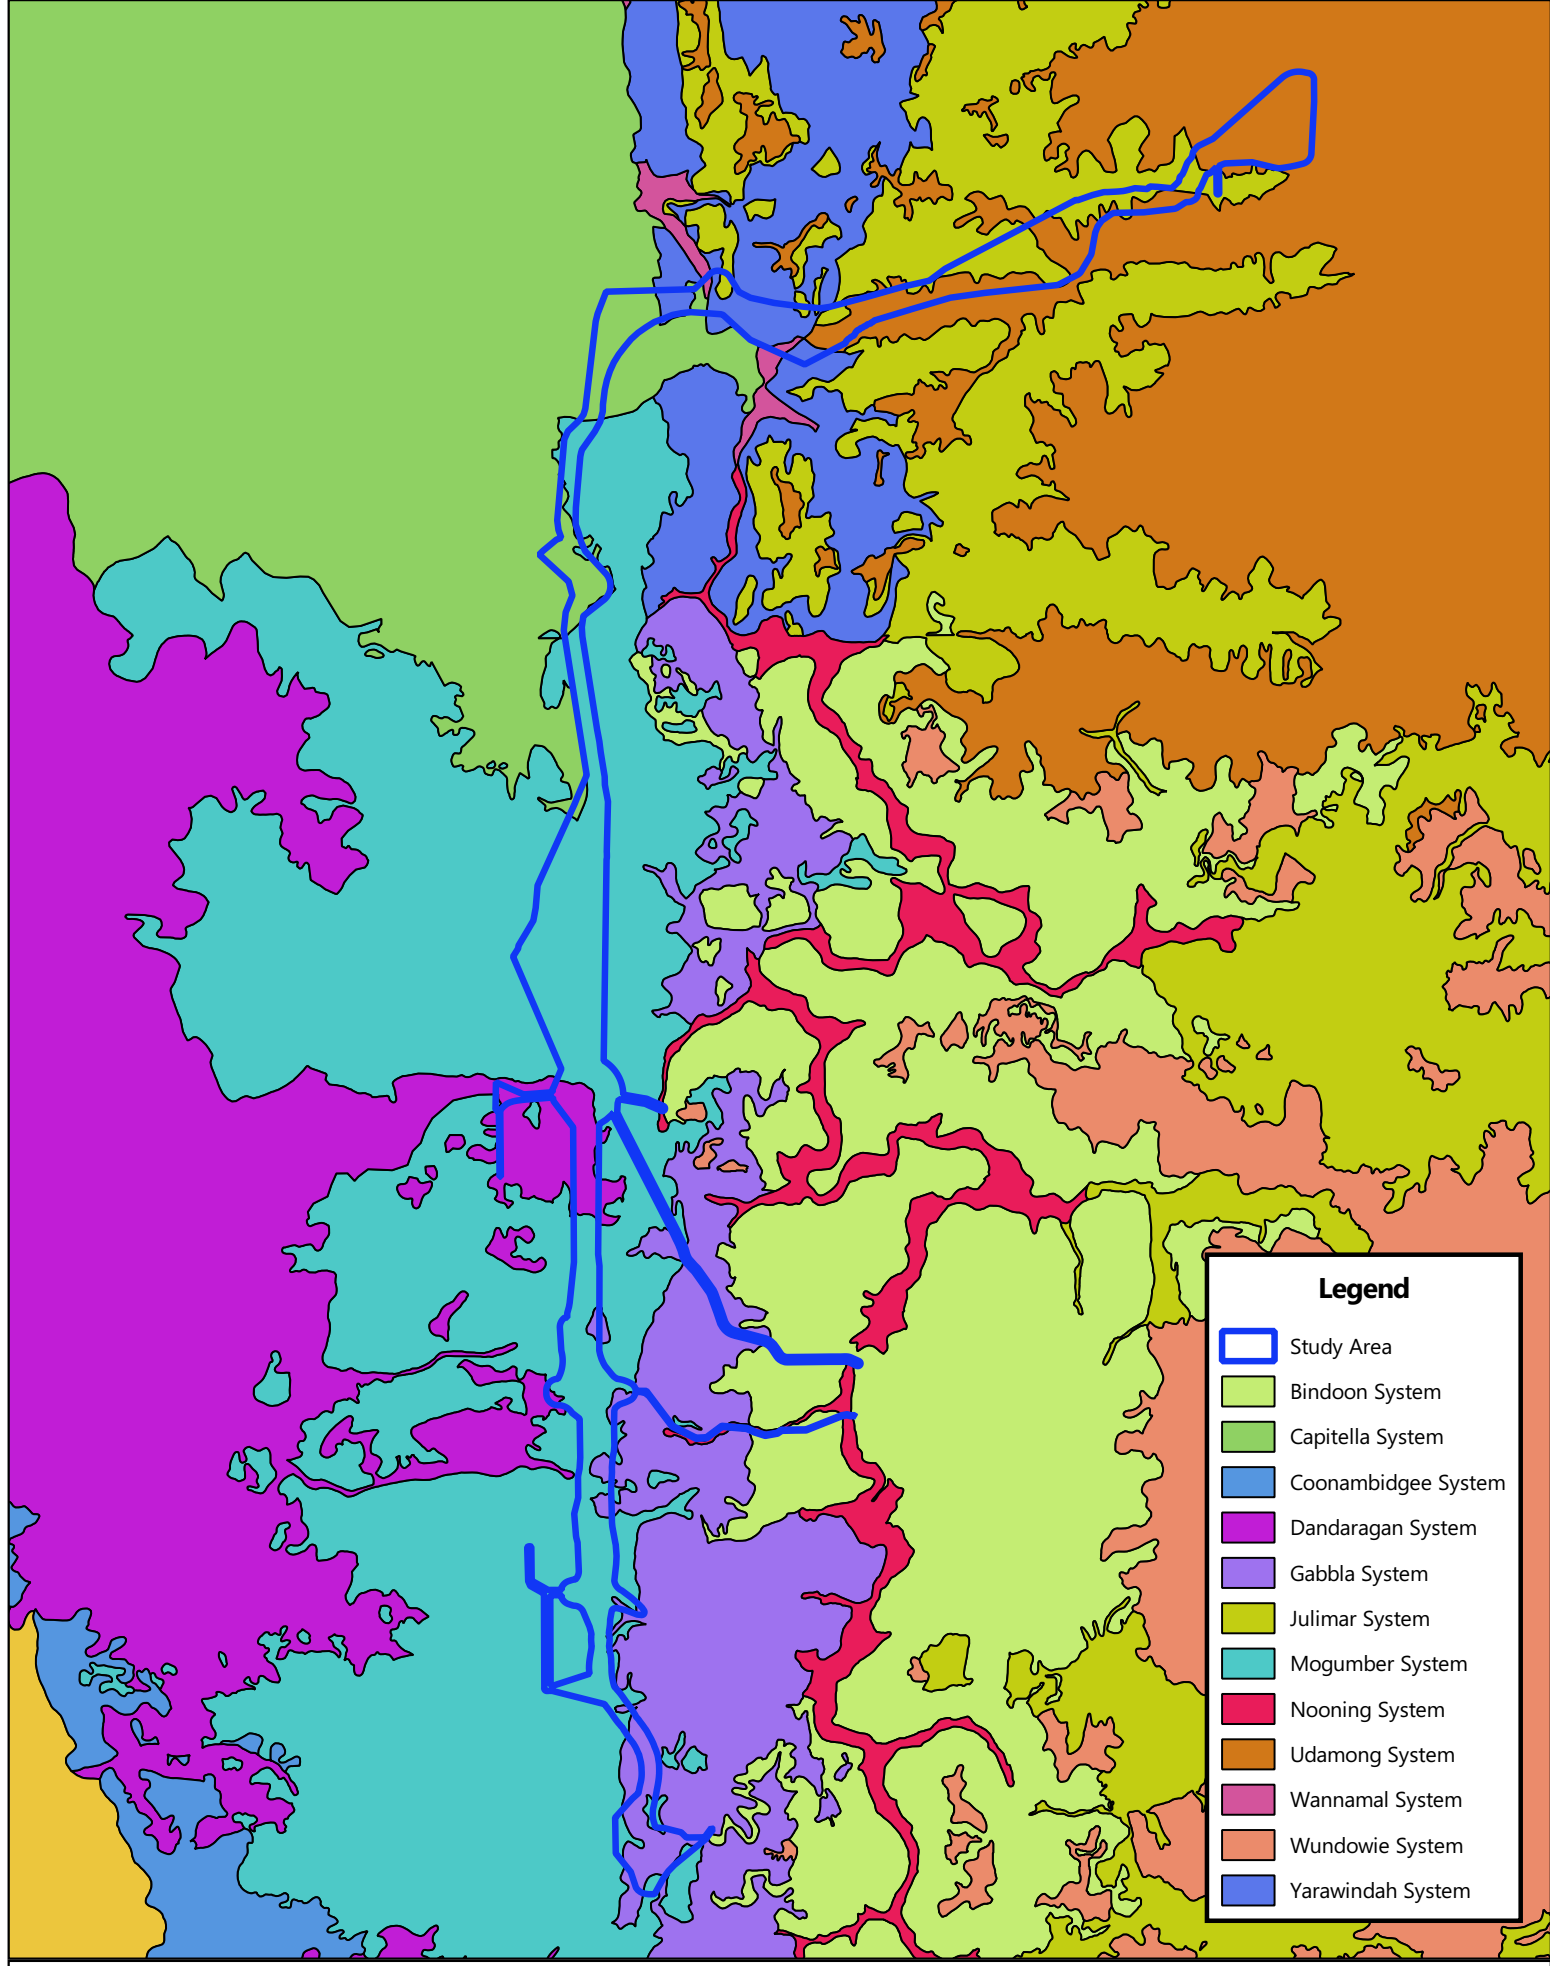 Legend
Study Area
Bindoon System
Capitella System
Coonambidgee System
Dandaragan System
Gabbla System
Julimar System
Mogumber System
Nooning System
Udamong System
Wannamal System
Wundowie System
Yarawindah System